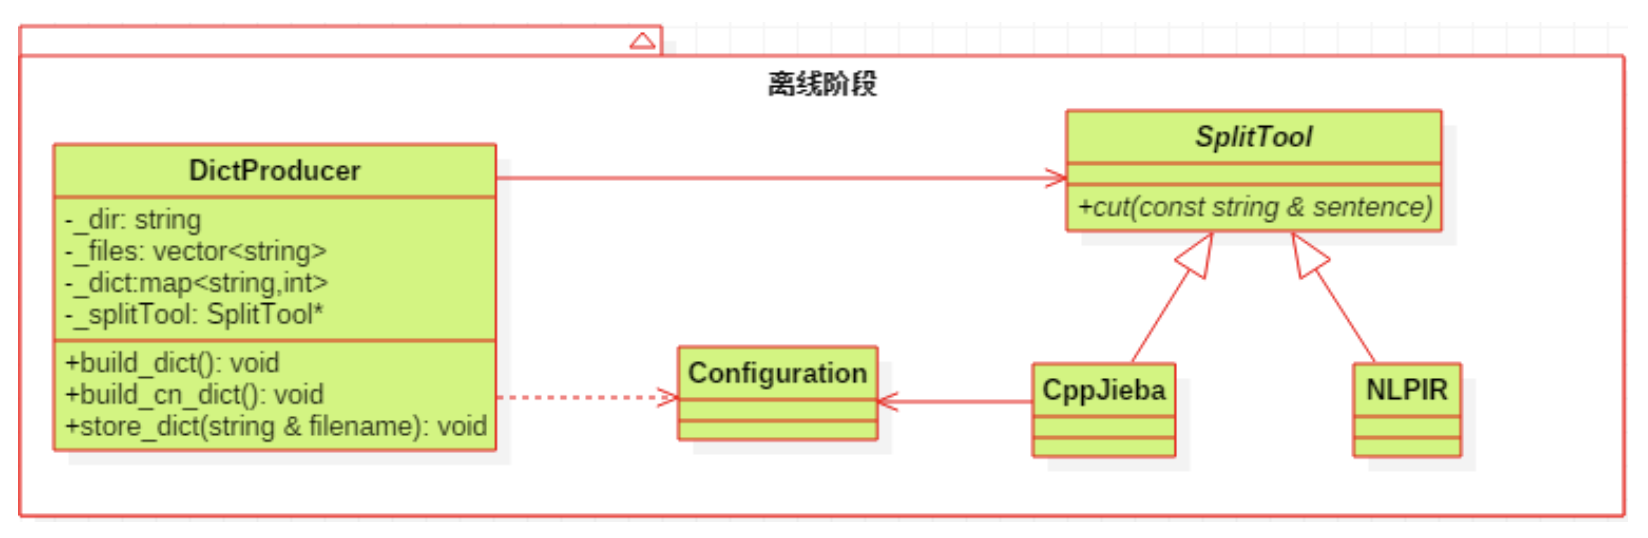 离线阶段
DictProducer
-_dir: string
-_files: vector<string>
-_dict:map<string,int>
-_splitTool: SplitTool*
+build_dict(): void
+build_cn_dict(): void
+store_dict(string & filename): void
SplitTool
+cut(const string & sentence)
Configuration
CppJieba
NLPIR